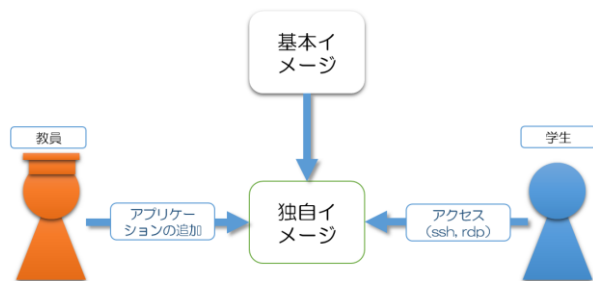 基本イ
メージ
教員
学生
アプリケー
ションの追加
独自イ
メージ
アクセス
(ssh, rdp)